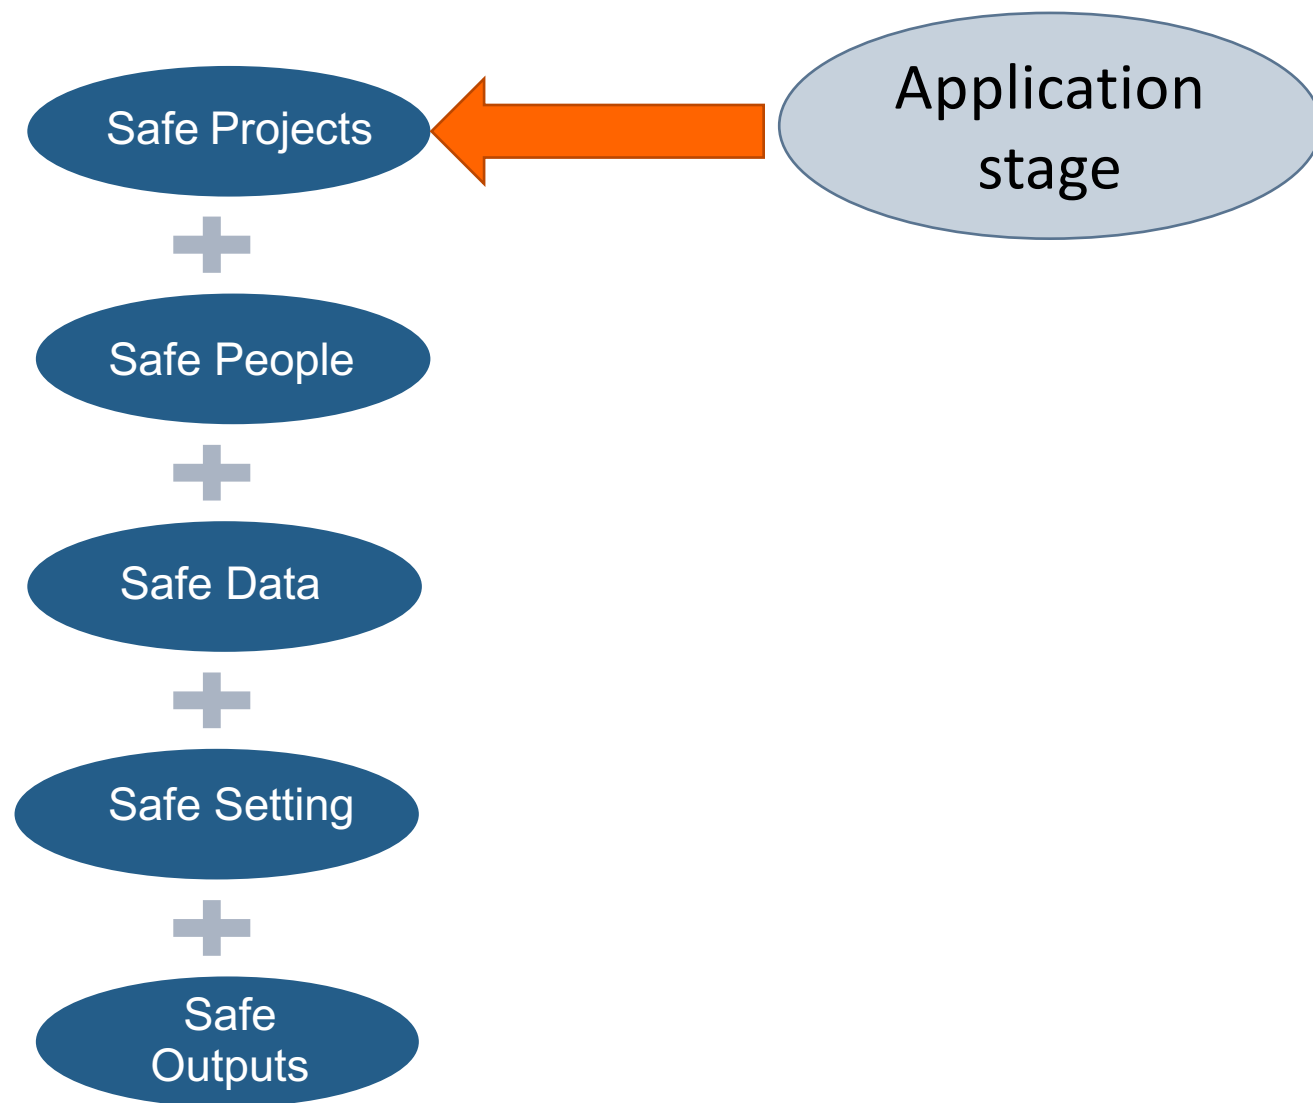 Safe Projects
Application
stage
Safe People
Safe Data
Safe Setting
Safe
Outputs